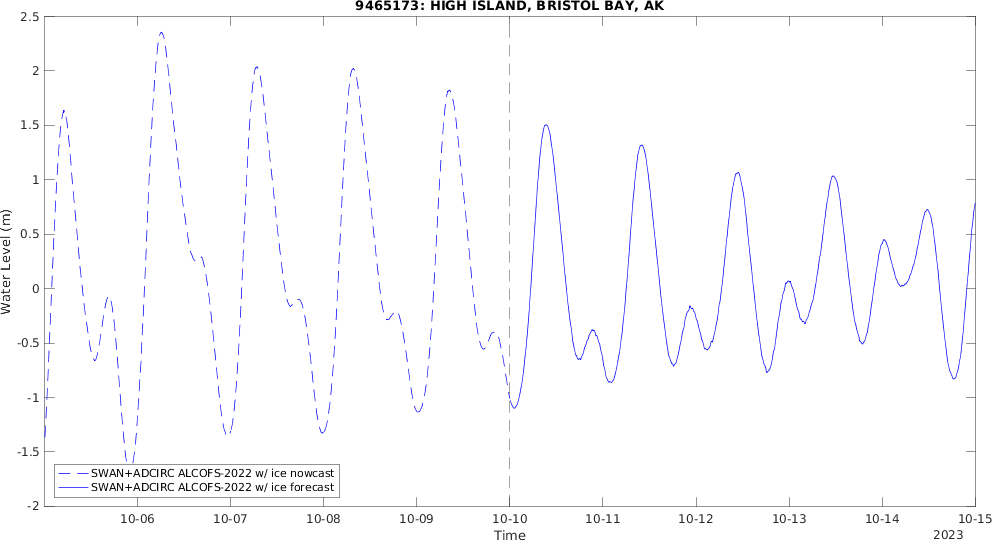 9465173: HIGH ISLAND, BRISTOL BAY, AK
Water Level (m)
2.5
2
1.5
1
0.5
0
-0.5
-1
-1.5
-2
SWAN+ADCIRC ALCOFS-2022 w/ ice nowcast
SWAN+ADCIRC ALCOFS-2022 w/ ice forecast
10-06 10-07 10-08 10-09 10-10 10-11 10-12 10-13 10-14 10-15
Time
2023